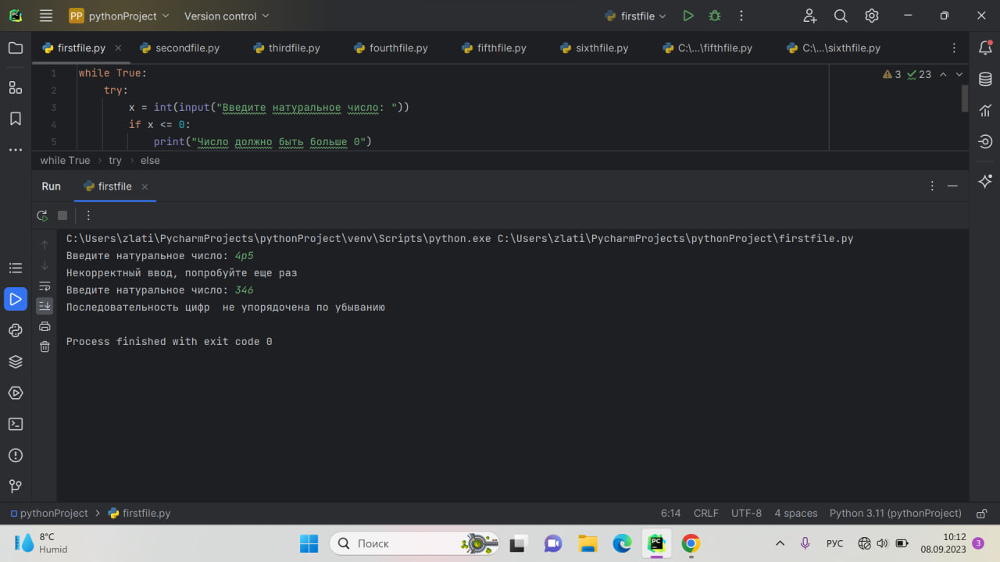 PC PP pythonProject Version control firstfile
firstfile.py secondfile.py thirdfile.py fourthfile.py fifthfile.py sixthfile.py C:\...\fifthfile.py C:\...\sixthfile.py
1 while True: 3 23
2 try:
3 x = int(input("Введите натуральное число: "))
4 if x <= 0:
5 print("Число должно быть больше 0")
while True › try › else
Run firstfile
C:\Users\zlati\PycharmProjects\pythonProject\venv\Scripts\python.exe C:\Users\zlati\PycharmProjects\pythonProject\firstfile.py
Введите натуральное число: 4р5
Некорректный ввод, попробуйте еще раз
Введите натуральное число: 346
Последовательность цифр  не упорядочена по убыванию
Process finished with exit code 0
pythonProject › firstfile.py 6:14 CRLF UTF-8 4 spaces Python 3.11 (pythonProject)
8°C
Humid
Поиск
PC
РУС
10:12
08.09.2023
3